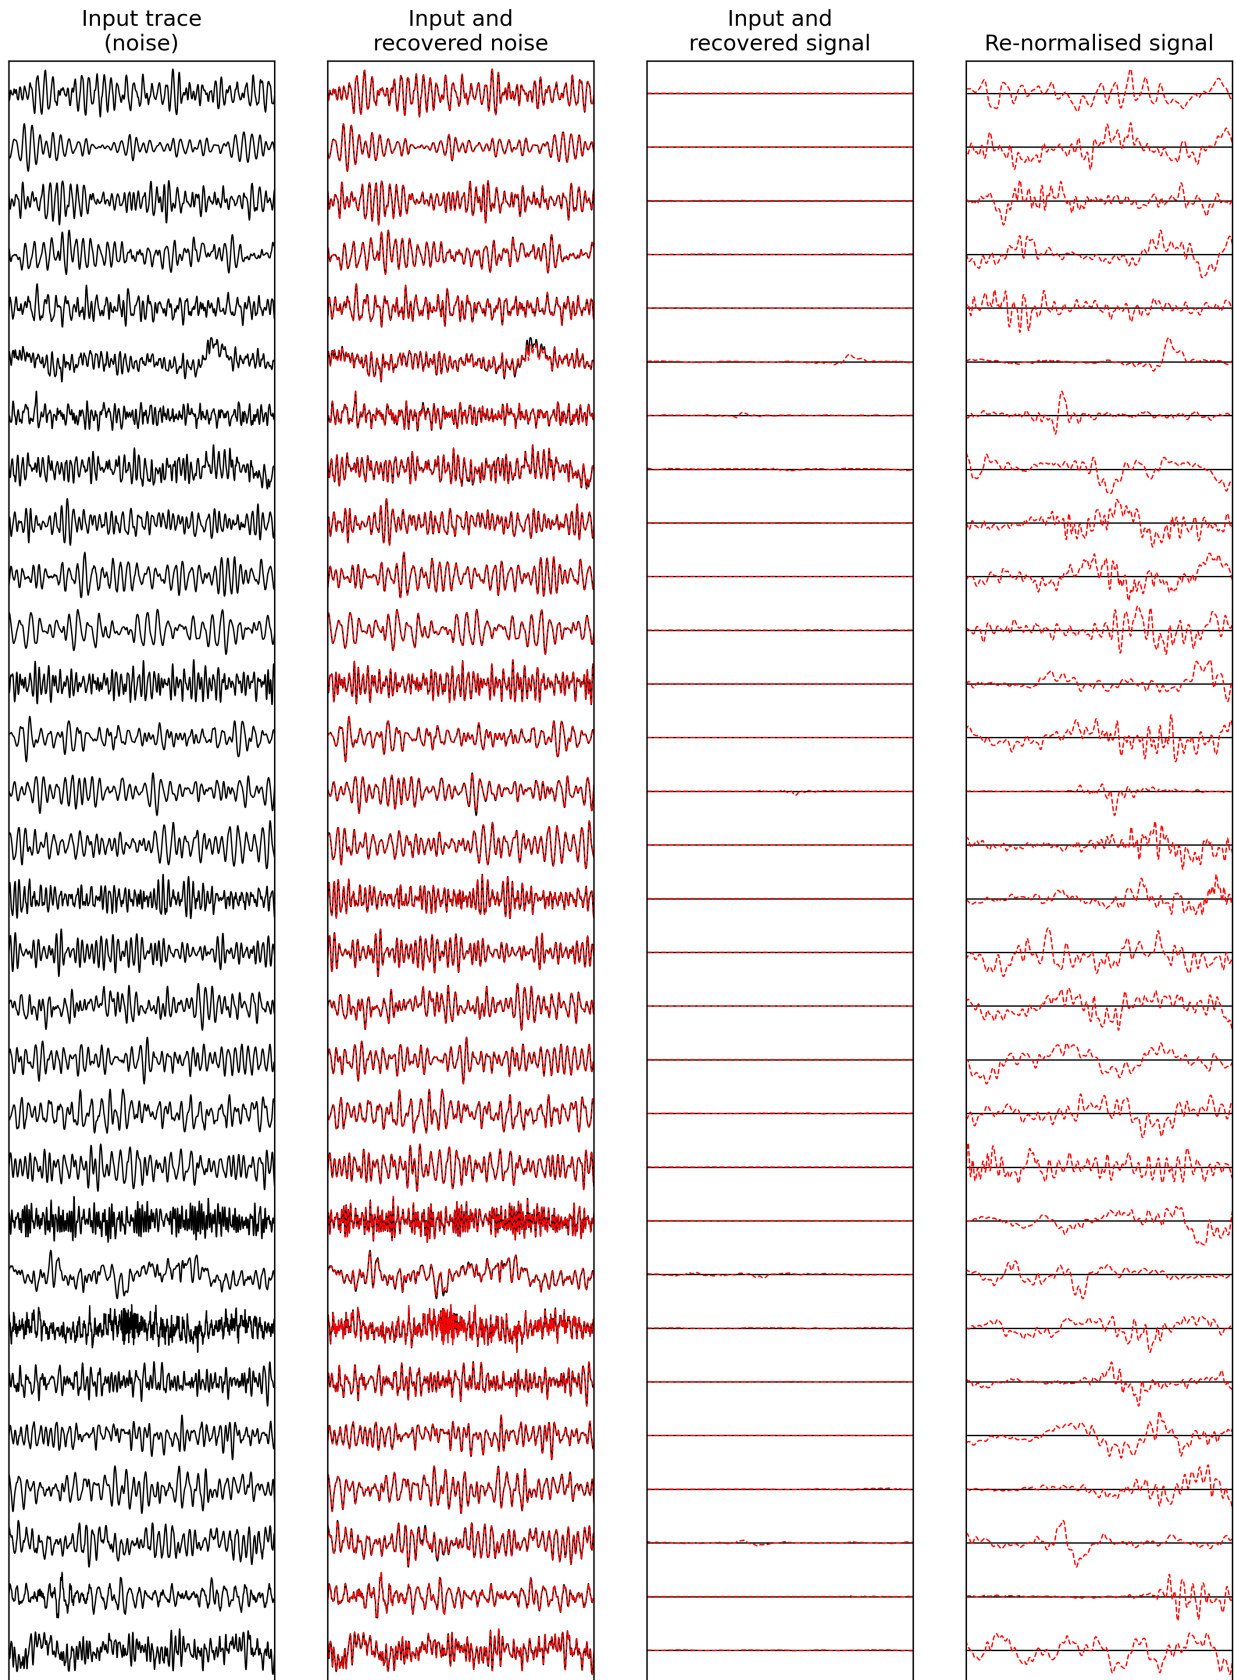 Input trace
(noise)
Input and
recovered noise
Input and
recovered signal
Re-normalised signal